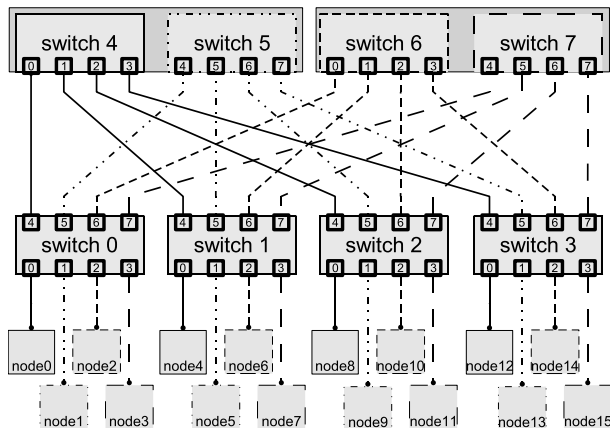 switch 4 switch 5 switch 6 switch 7
0 1 2 3 4 5 6 7 0 1 2 3 4 5 6 7
4 5 6 7 4 5 6 7 4 5 6 7 4 5 6 7
switch 0 switch 1 switch 2 switch 3
0 1 2 3 0 1 2 3 0 1 2 3 0 1 2 3
node0 node2 node4 node6 node8 node10 node12 node14
node1 node3 node5 node7 node9 node11 node13 node15